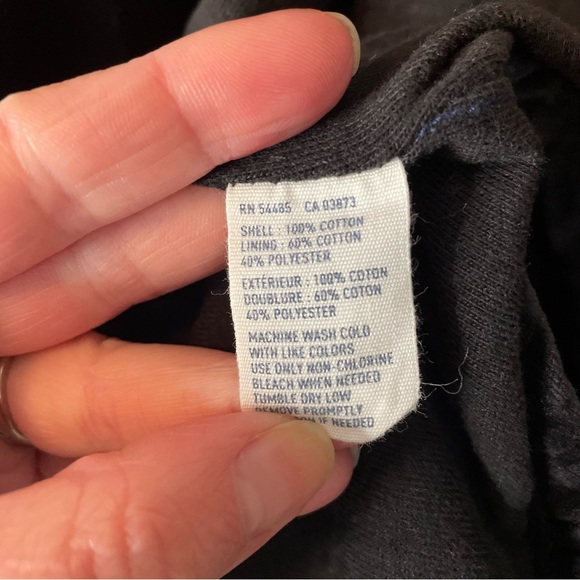 RN 54485 CA 03873
SHELL : 100% COTTON
LINING : 60% COTTON
40% POLYESTER
EXTÉRIEUR : 100% COTON
DOUBLURE : 60% COTON
40% POLYESTER
MACHINE WASH COLD
WITH LIKE COLORS
USE ONLY NON-CHLORINE
BLEACH WHEN NEEDED
TUMBLE DRY LOW
REMOVE PROMPTLY
IF NEEDED